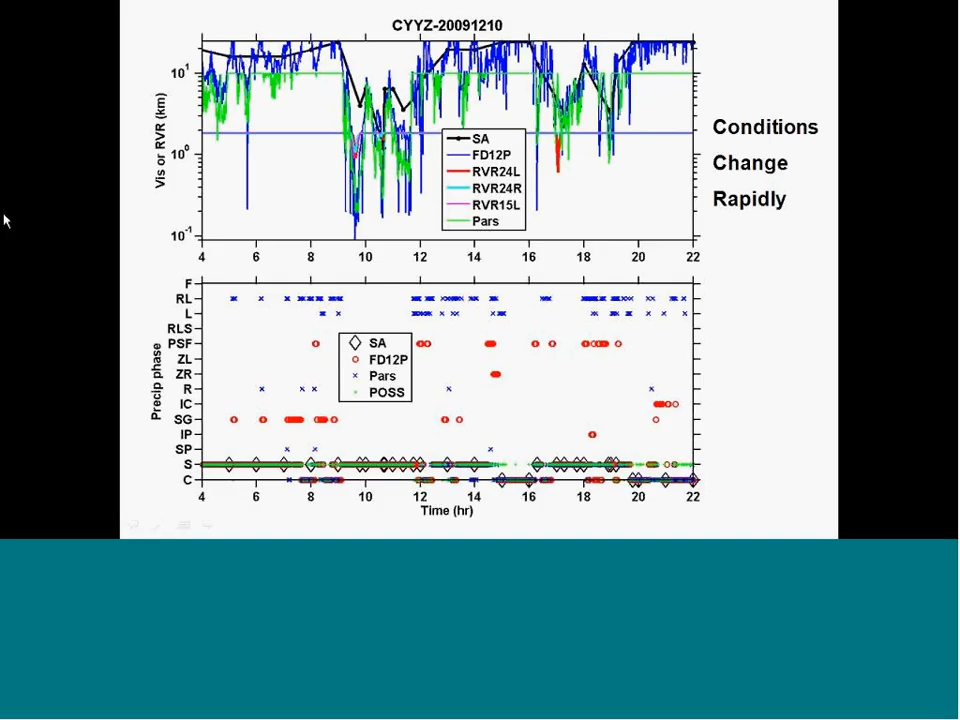 CYYZ-20091210
Vis or RVR (km)
10¹
10⁰
10⁻¹
SA
FD12P
RVR24L
RVR24R
RVR15L
Pars
4 6 8 10 12 14 16 18 20 22
Conditions
Change
Rapidly
Precip phase
F
RL
L
RLS
PSF
ZL
ZR
R
IC
SG
IP
SP
S
C
SA
FD12P
Pars
POSS
4 6 8 10 12 14 16 18 20 22
Time (hr)